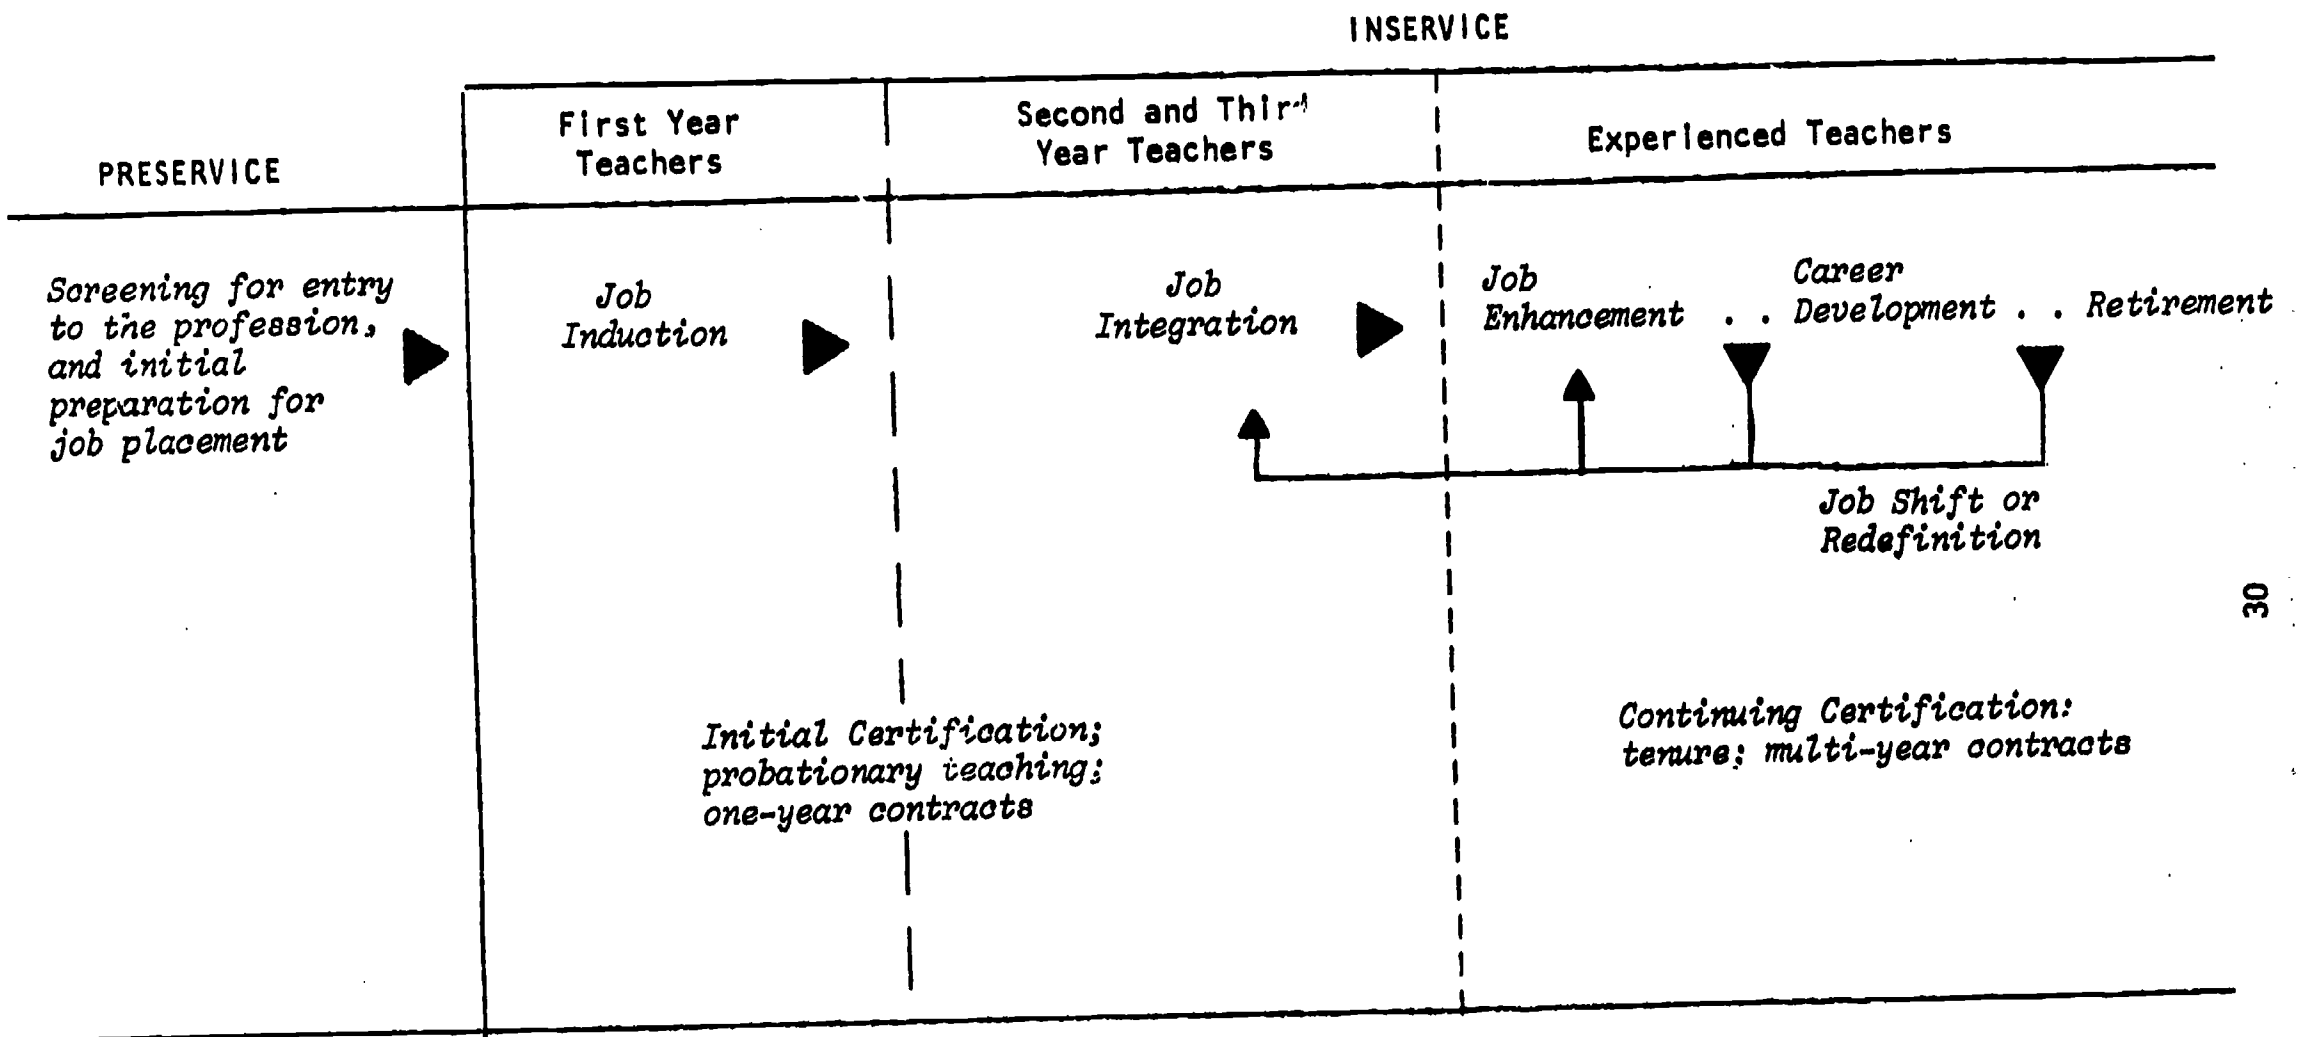 INSERVICE
PRESERVICE
First Year
Teachers
Second and Third
Year Teachers
Experienced Teachers
Screening for entry
to the profession,
and initial
preparation for
job placement
Job
Induction
Job
Integration
Job
Enhancement . .
Career
Development . .
Retirement
Job Shift or
Redefinition
Initial Certification;
probationary teaching;
one-year contracts
Continuing Certification:
tenure; multi-year contracts
30